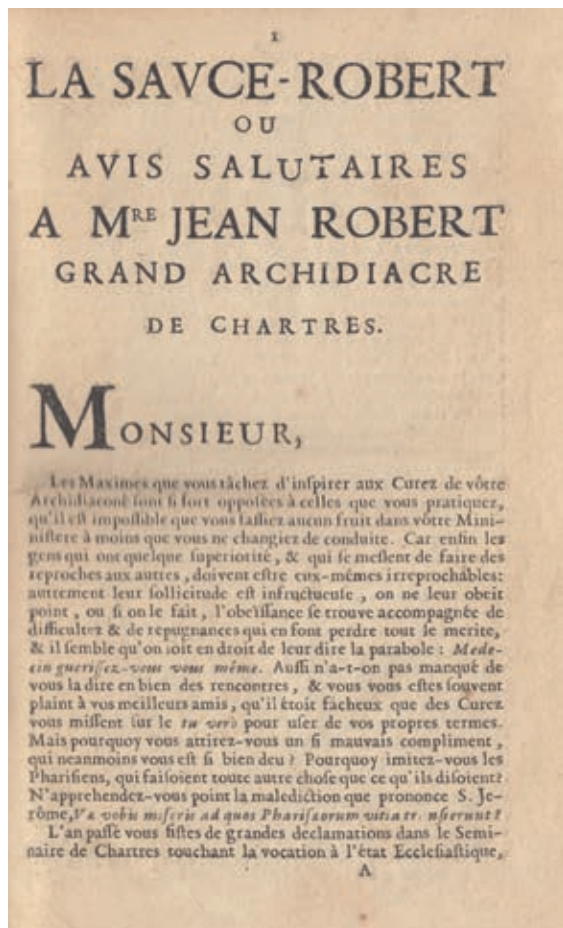 1
LA SAVCE-ROBERT
OU
AVIS SALUTAIRES
A MRE JEAN ROBERT
GRAND ARCHIDIACRE
DE CHARTRES.
MONSIEUR,
Les Maximes que vous tâchez d'inſpirer aux Curez de vôtre
Archidiaconé ſont ſi fort oppoſées à celles que vous pratiquez,
qu'il eſt impoſſible que vous faſſiez aucun fruit dans vôtre Mini-
niſtere à moins que vous ne changiez de conduite. Car enfin les
gens qui ont quelque ſuperiorité, & qui ſe meſlent de faire des
reproches aux autres, doivent eſtre eux-mêmes irreprochables:
autrement leur ſollicitude eſt infructueuſe, on ne leur obeit
point, ou ſi on le fait, l'obeïſſance ſe trouve accompagnée de
difficultez & de repugnances qui en font perdre tout le merite,
& il ſemble qu'on ſoit en droit de leur dire la parabole: Mede-
cin gueriſſez-vous vous même. Auſſi n'a-t-on pas manqué de
vous la dire en bien des rencontres, & vous vous eſtes ſouvent
plaint à vos meilleurs amis, qu'il étoit fâcheux que des Curez
vous miſſent ſur le tu verò pour uſer de vos propres termes.
Mais pourquoy vous attirez-vous un ſi mauvais compliment,
qui neanmoins vous eſt ſi bien deu? Pourquoy imitez-vous les
Phariſiens, qui faiſoient toute autre choſe que ce qu'ils diſoient?
N'apprehendez-vous point la malediction que prononce S. Je-
rôme, Væ vobis miſeris ad quos Phariſæorum vitia
L'an paſſé vous fiſtes de grandes declamations dans le Semi-
naire de Chartres touchant la vocation à l'état Eccleſiaſtique,
A